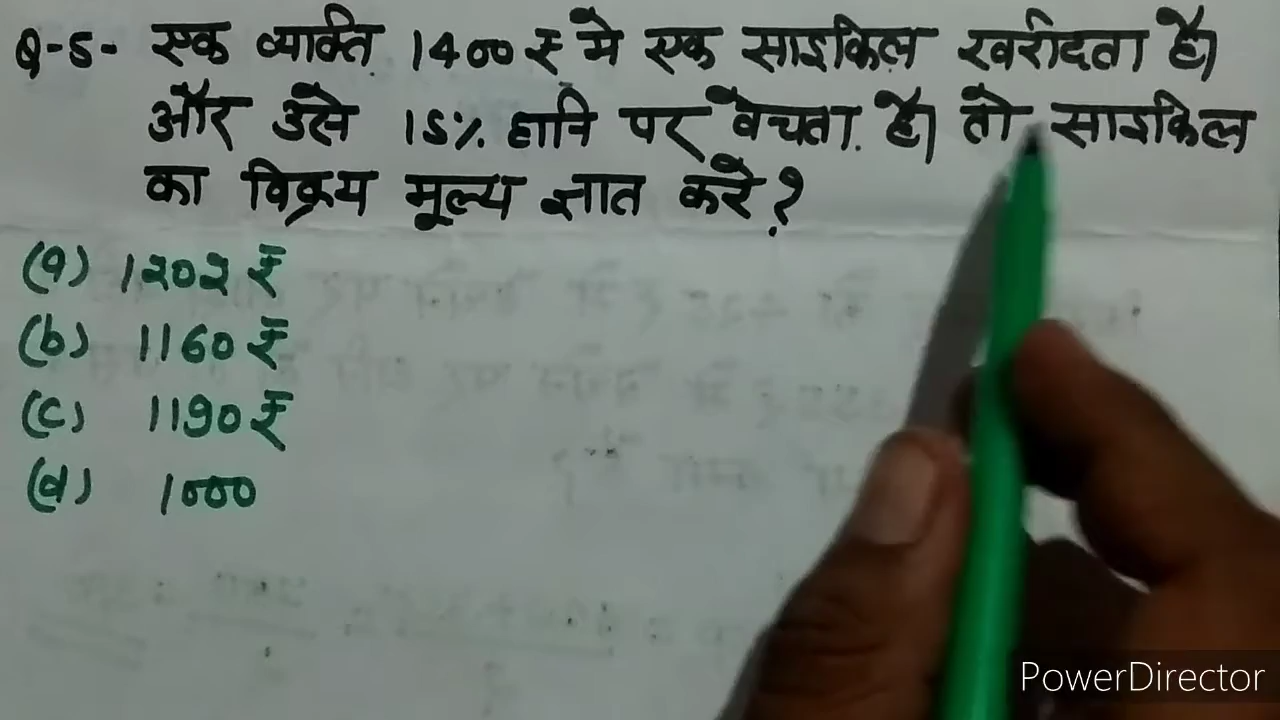 Q-5- एक व्यक्ति 1400 ₹ मे एक साइकिल खरीदता है।
और उसे 15% हानि पर बेचता है। तो साइकिल
का विक्रय मूल्य ज्ञात करे?
(a) 1202 ₹
(b) 1160 ₹
(c) 1190 ₹
(d) 1000
PowerDirector